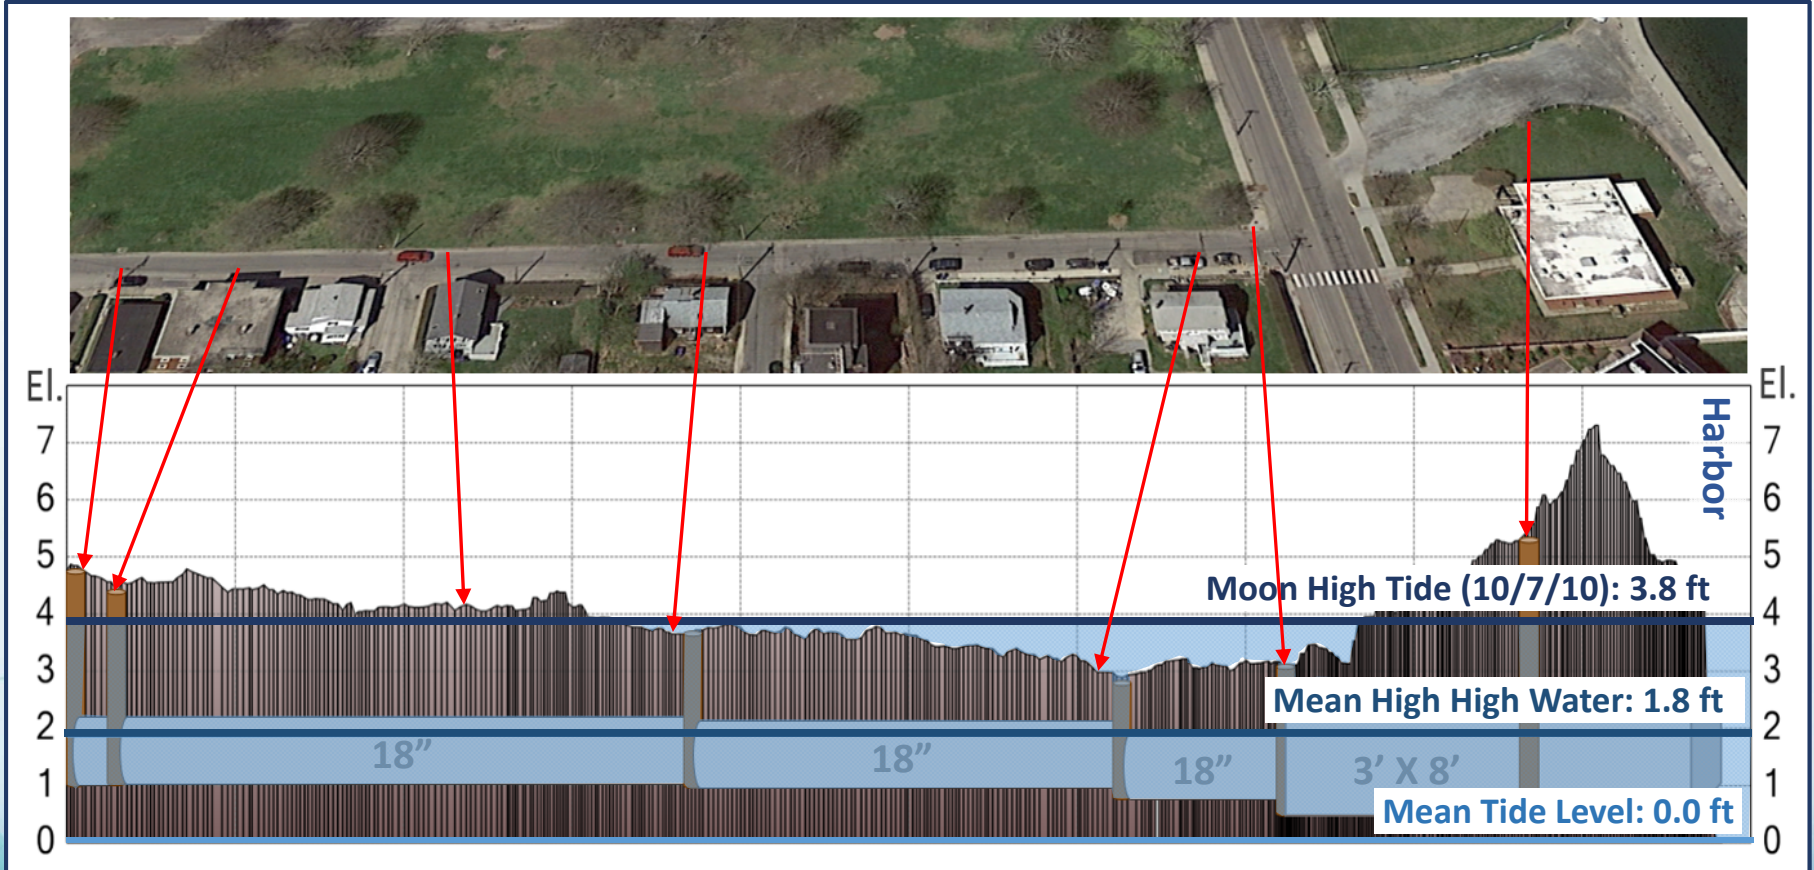 El.
El.
7
7
6
6
5
5
4
4
3
3
2
2
1
1
0
0
Harbor
Moon High Tide (10/7/10): 3.8 ft
Mean High High Water: 1.8 ft
18”
18”
18”
3’ X 8’
Mean Tide Level: 0.0 ft